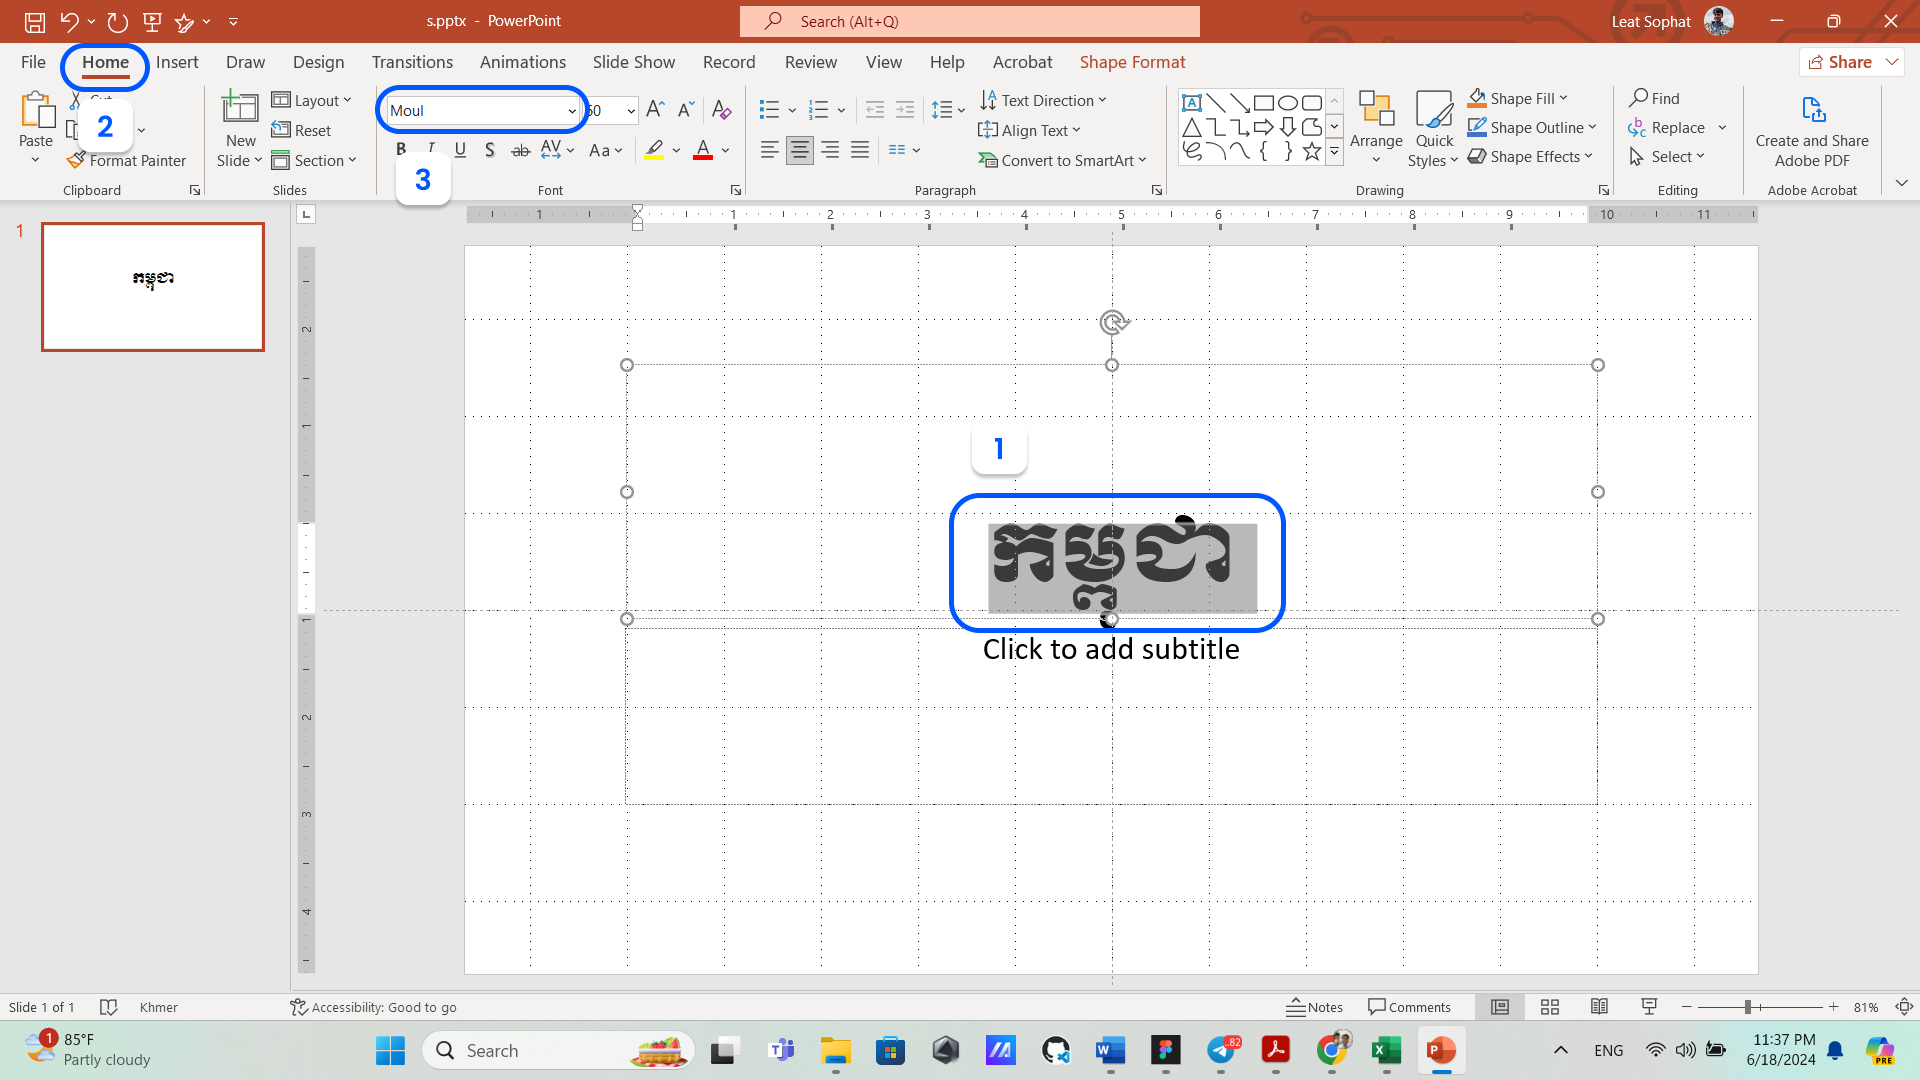 s.pptx - PowerPoint
Search (Alt+Q)
Leat Sophat
File Home Insert Draw Design Transitions Animations Slide Show Record Review View Help Acrobat Shape Format
Share
Paste
2
Format Painter
Clipboard
New
Slide
Layout
Reset
Section
Slides
Moul
3
Font
Text Direction
Align Text
Convert to SmartArt
Paragraph
Arrange
Quick
Styles
Shape Fill
Shape Outline
Shape Effects
Drawing
Find
Replace
Select
Editing
Create and Share
Adobe PDF
Adobe Acrobat
1
កម្ពុជា
1
កម្ពុជា
Click to add subtitle
Slide 1 of 1
Khmer
Accessibility: Good to go
Notes
Comments
81%
1
85°F
Partly cloudy
Search
82
ENG
11:37 PM
6/18/2024
PRE